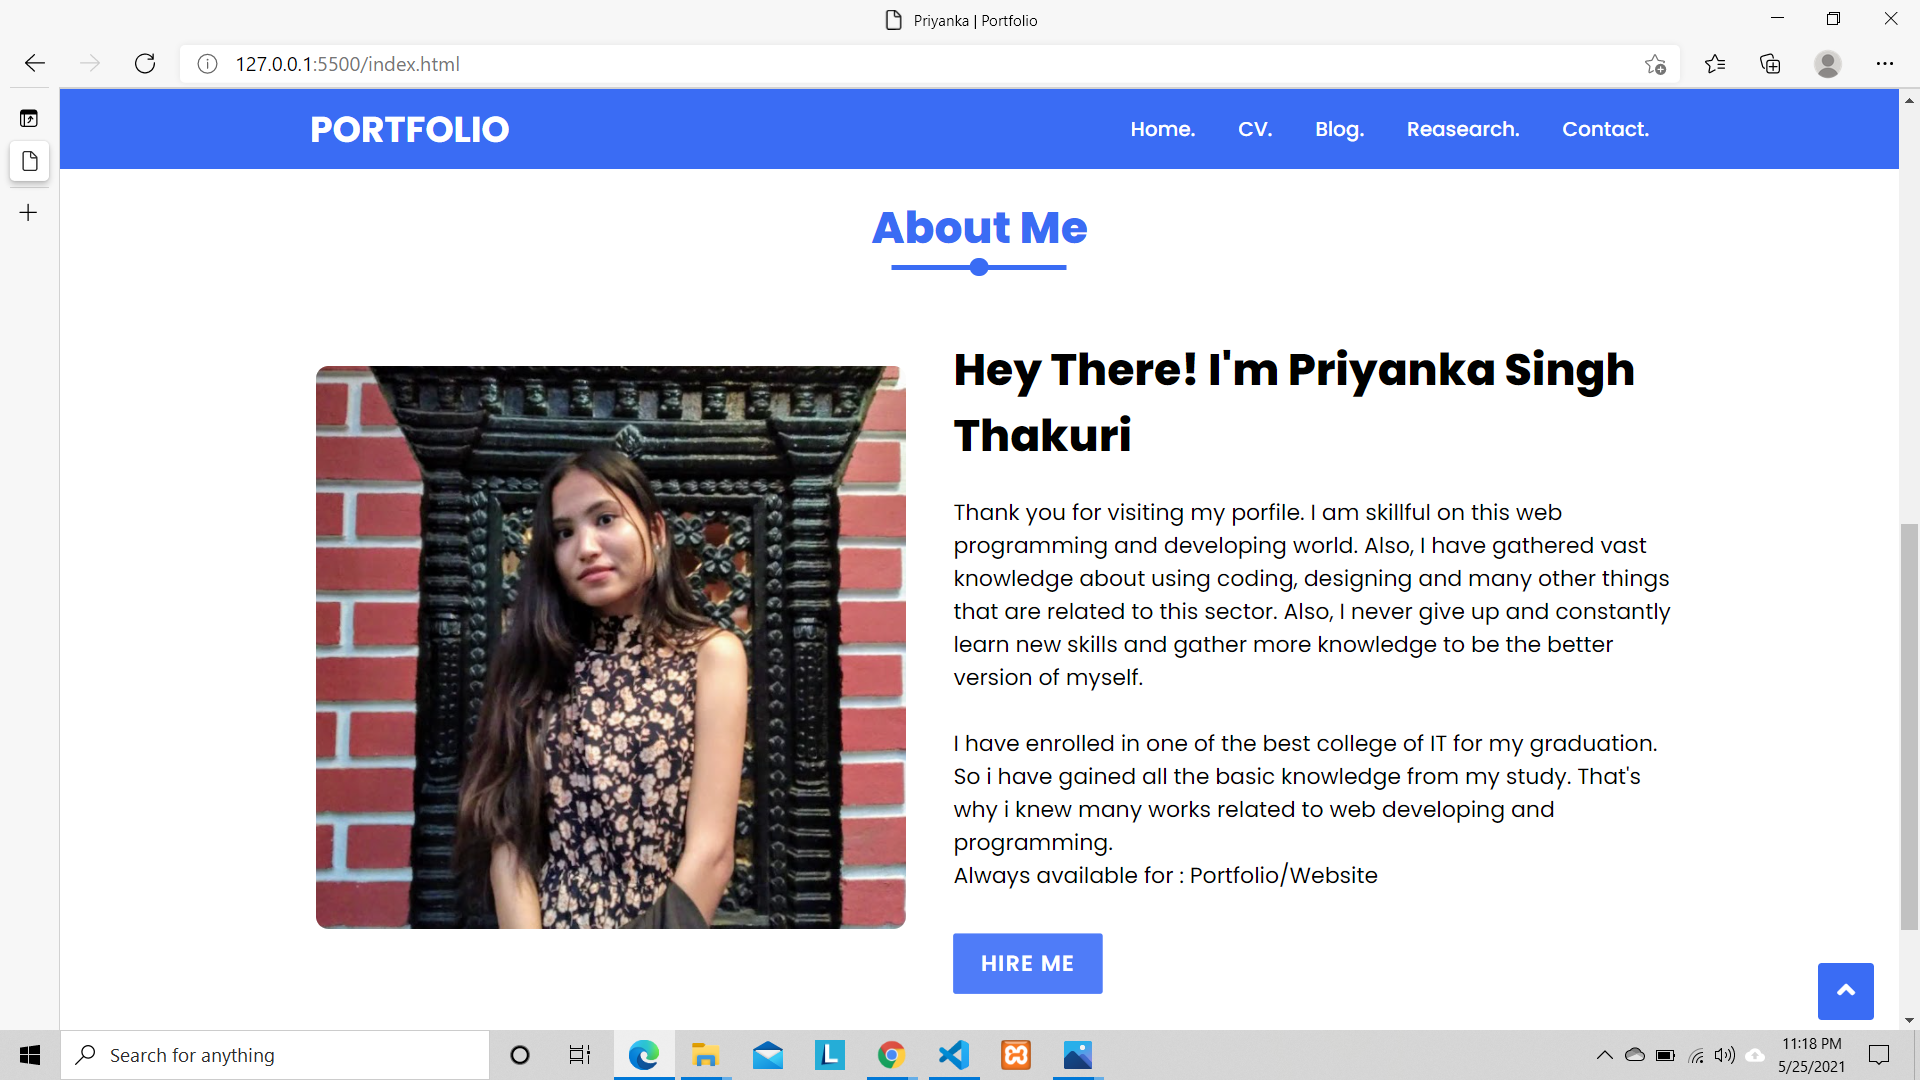 Priyanka | Portfolio
127.0.0.1:5500/index.html
PORTFOLIO
Home. CV. Blog. Reasearch. Contact.
About Me
Hey There! I'm Priyanka Singh
Thakuri
Thank you for visiting my porfile. I am skillful on this web
programming and developing world. Also, I have gathered vast
knowledge about using coding, designing and many other things
that are related to this sector. Also, I never give up and constantly
learn new skills and gather more knowledge to be the better
version of myself.
I have enrolled in one of the best college of IT for my graduation.
So i have gained all the basic knowledge from my study. That's
why i knew many works related to web developing and
programming.
Always available for : Portfolio/Website
HIRE ME
Search for anything
L
11:18 PM
5/25/2021